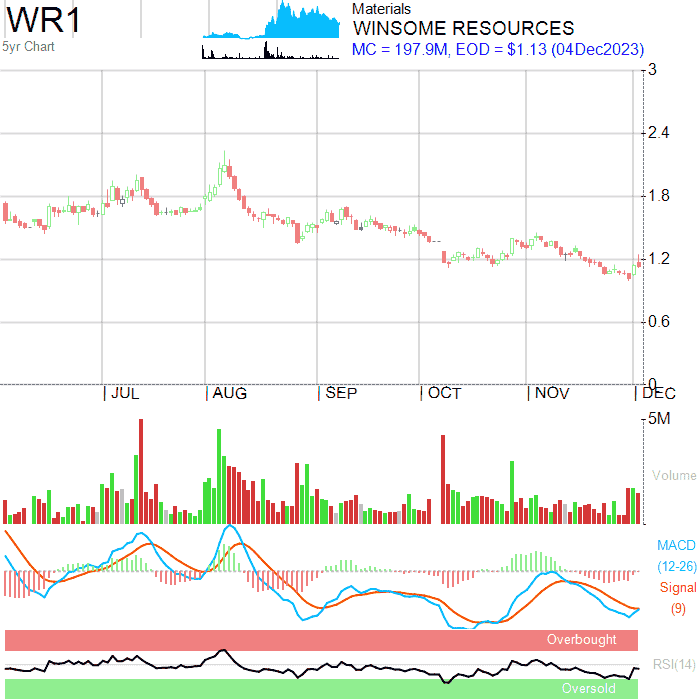 WR1
5yr Chart
Materials
WINSOME RESOURCES
MC = 197.9M, EOD = $1.13 (04Dec2023)
3
2.4
1.8
1.2
0.6
0
JUL AUG SEP OCT NOV DEC
5M
Volume
MACD
(12-26)
Signal
(9)
Overbought
RSI(14)
Oversold